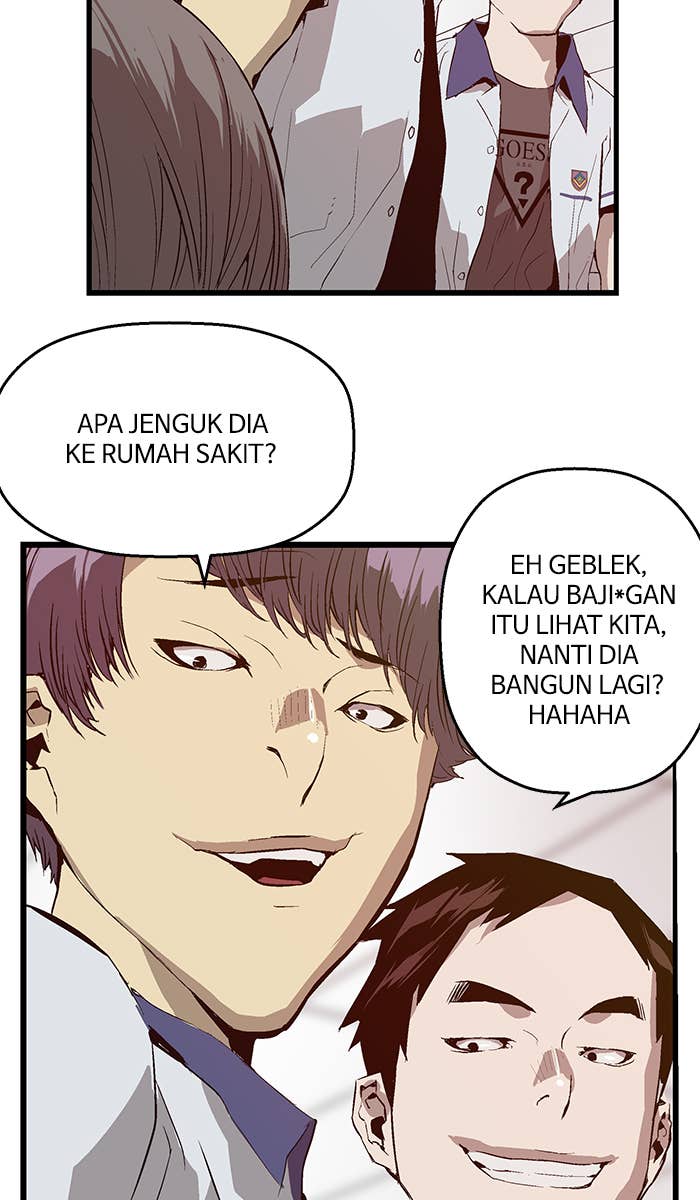 GOES
?
APA JENGUK DIA
KE RUMAH SAKIT?
EH GEBLEK,
KALAU BAJI*GAN
ITU LIHAT KITA,
NANTI DIA
BANGUN LAGI?
HAHAHA